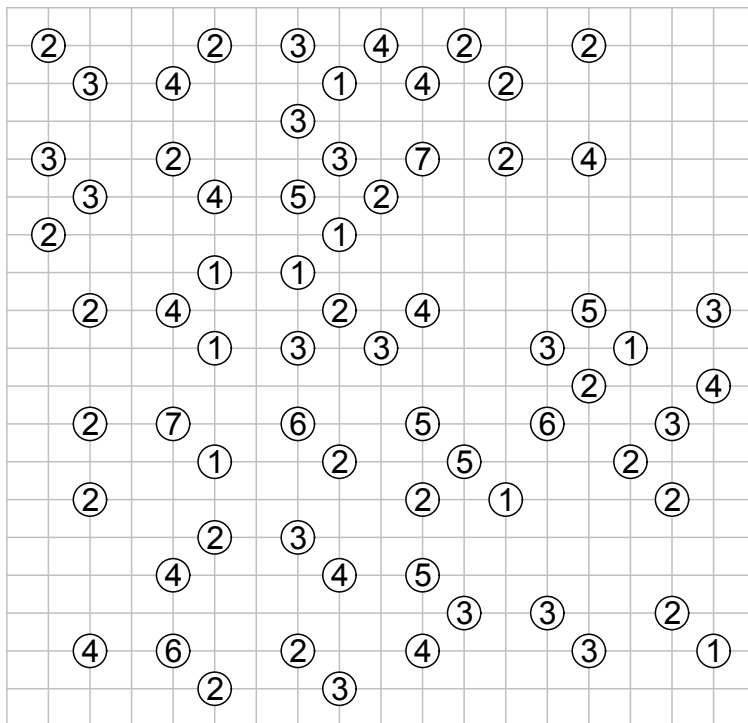 2 2 3 4 2 2
3 4 1 4 2
3
3 2 3 7 2 4
3 4 5 2
2 1
1 1
2 4 2 4 5 3
1 3 3 3 1
2 4
2 7 6 5 6 3
1 2 5 2
2 2 1 2
2 3
4 4 5
3 3 2
4 6 2 4 3 1
2 3